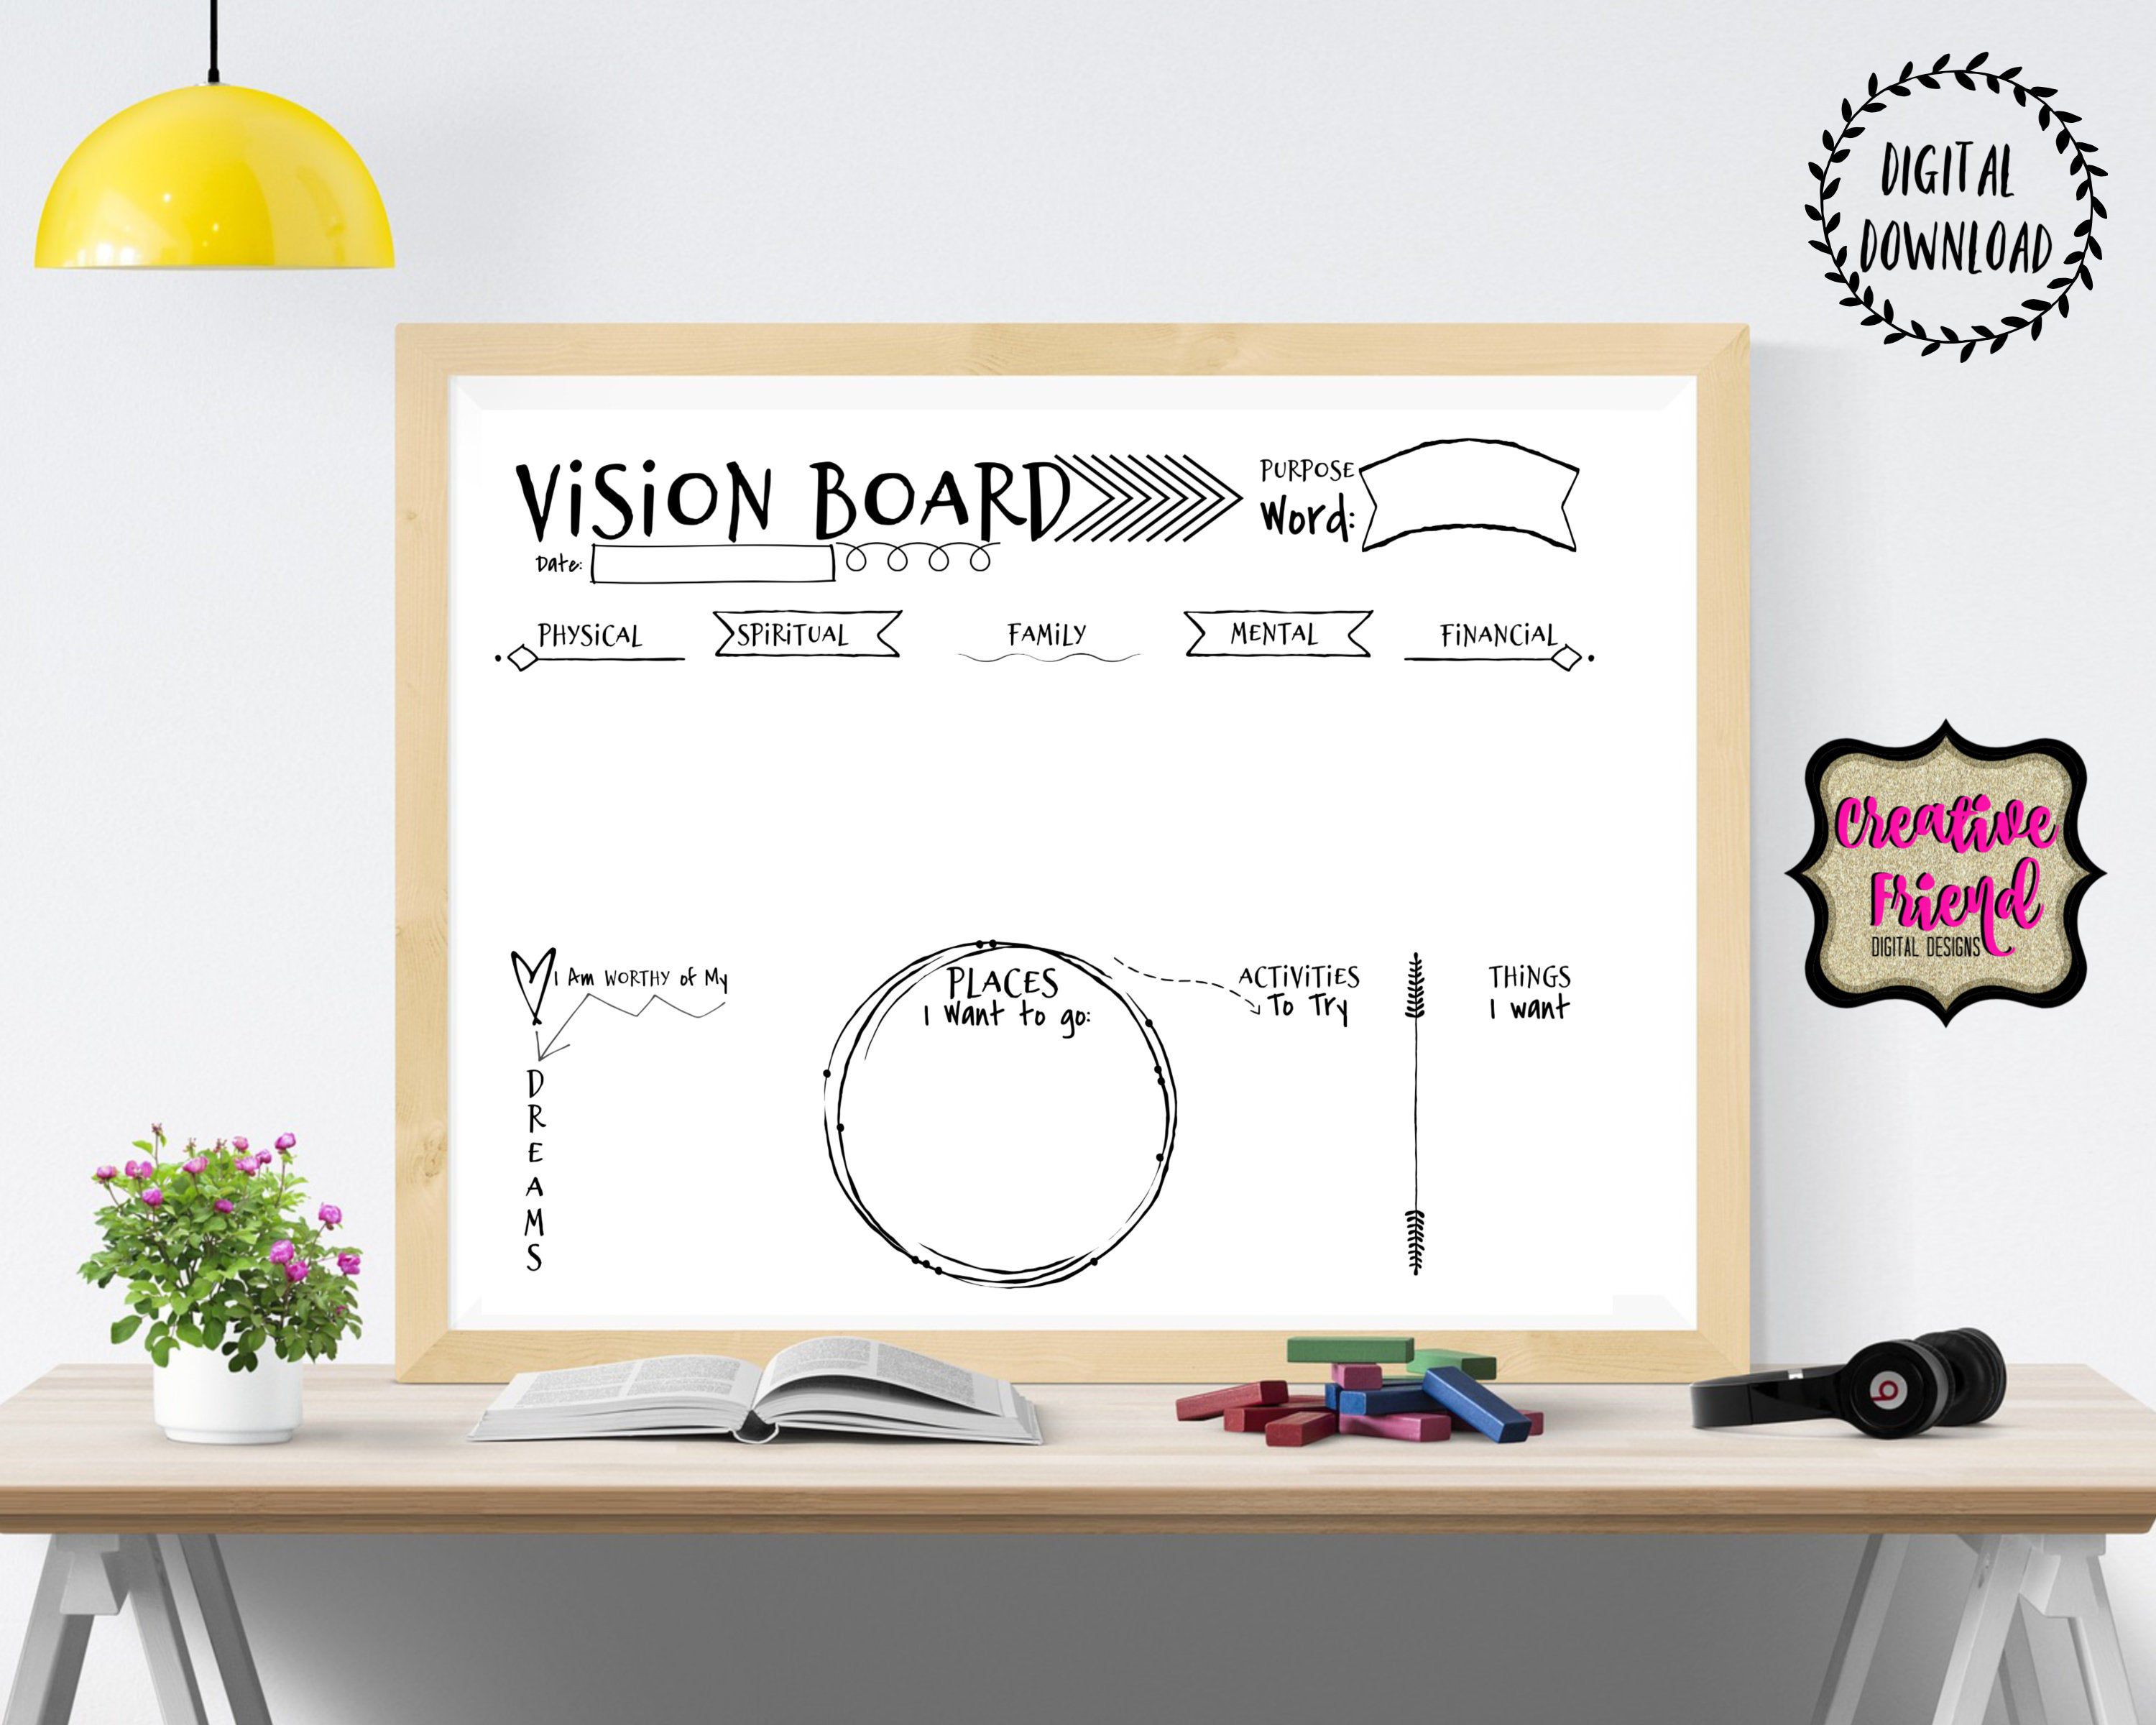 DIGITAL
DOWNLOAD
ViSiON BOARD
PURPOSE
Word:
Date:
PHYSiCAL
SPiRiTUAL
FAMiLY
MENTAL
FiNANCiAL
I Am WORTHY of My
DREAMS
PLACES
I Want to go:
ACTiViTiES
To Try
THiNGS
I want
Creative
Friend
DIGITAL DESIGNS
b